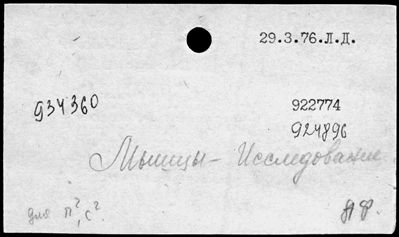 29.3.76.Л.Д.
934360
922774
924896
Мышцы - Исследование
для п², с².